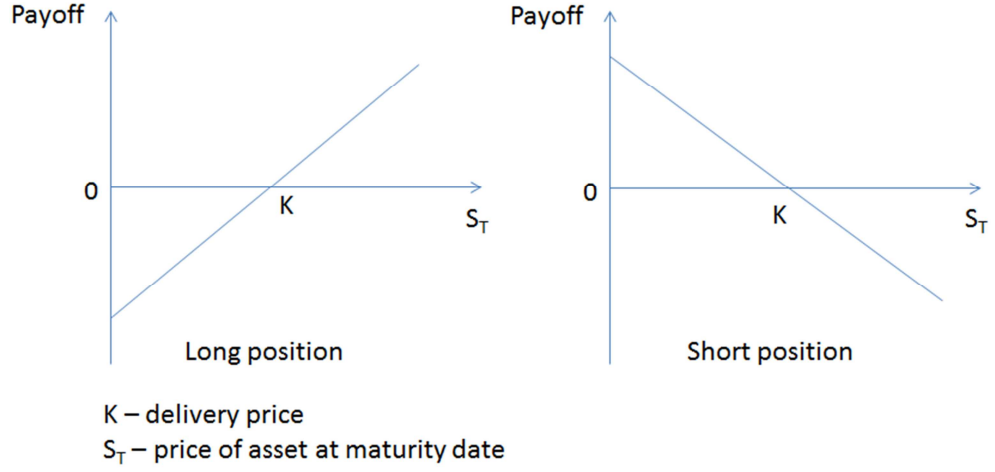 Payoff
0
K
S_T
Long position
Payoff
0
K
S_T
Short position
K – delivery price
S_T – price of asset at maturity date